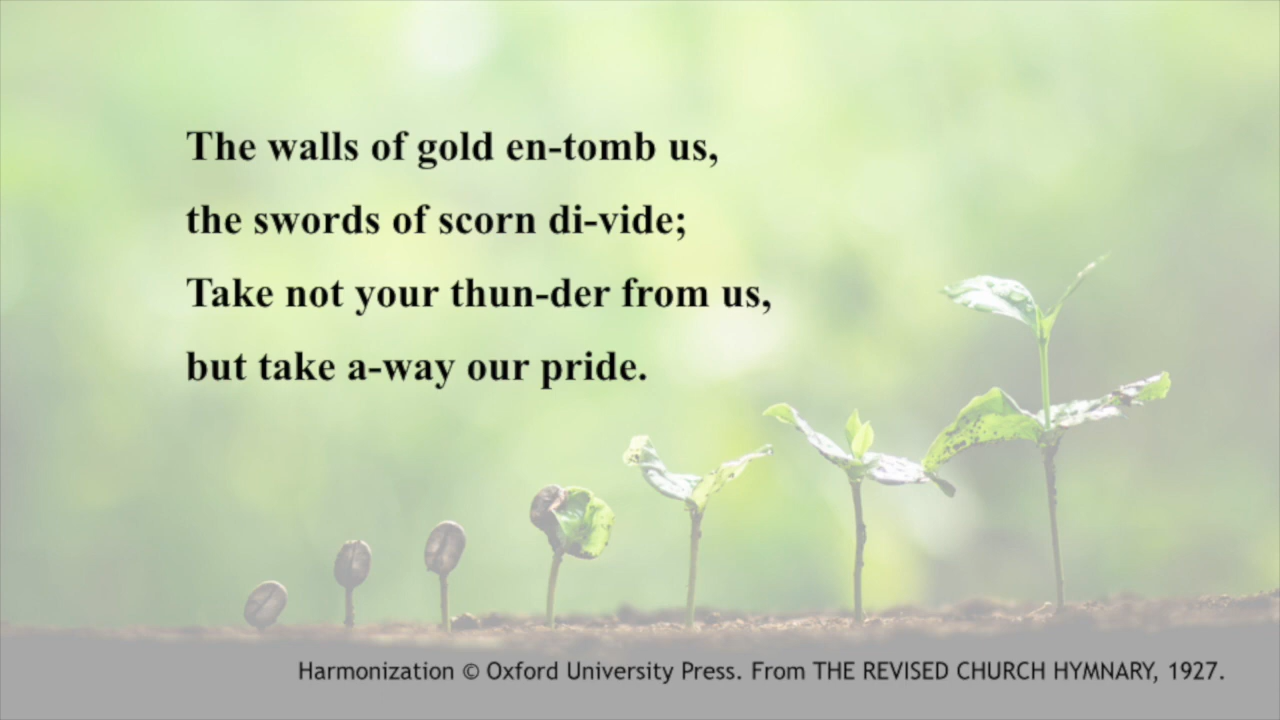 The walls of gold en-tomb us,
the swords of scorn di-vide;
Take not your thun-der from us,
but take a-way our pride.
Harmonization © Oxford University Press. From THE REVISED CHURCH HYMNARY, 1927.